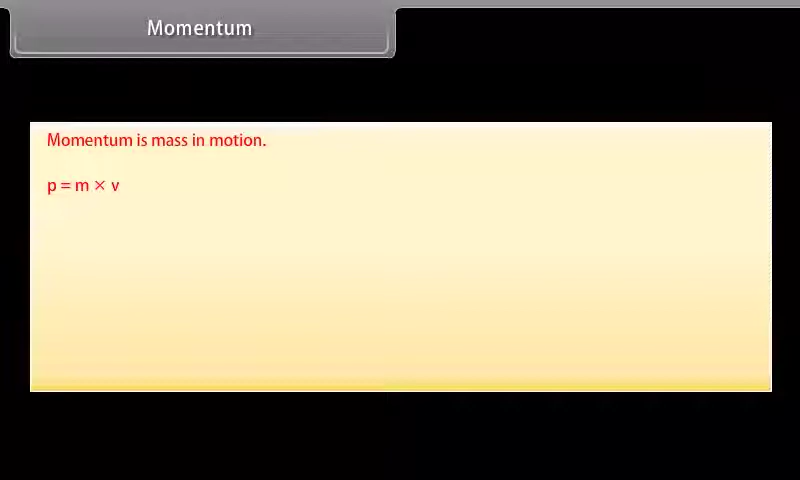 Momentum
Momentum is mass in motion.
p = m × v